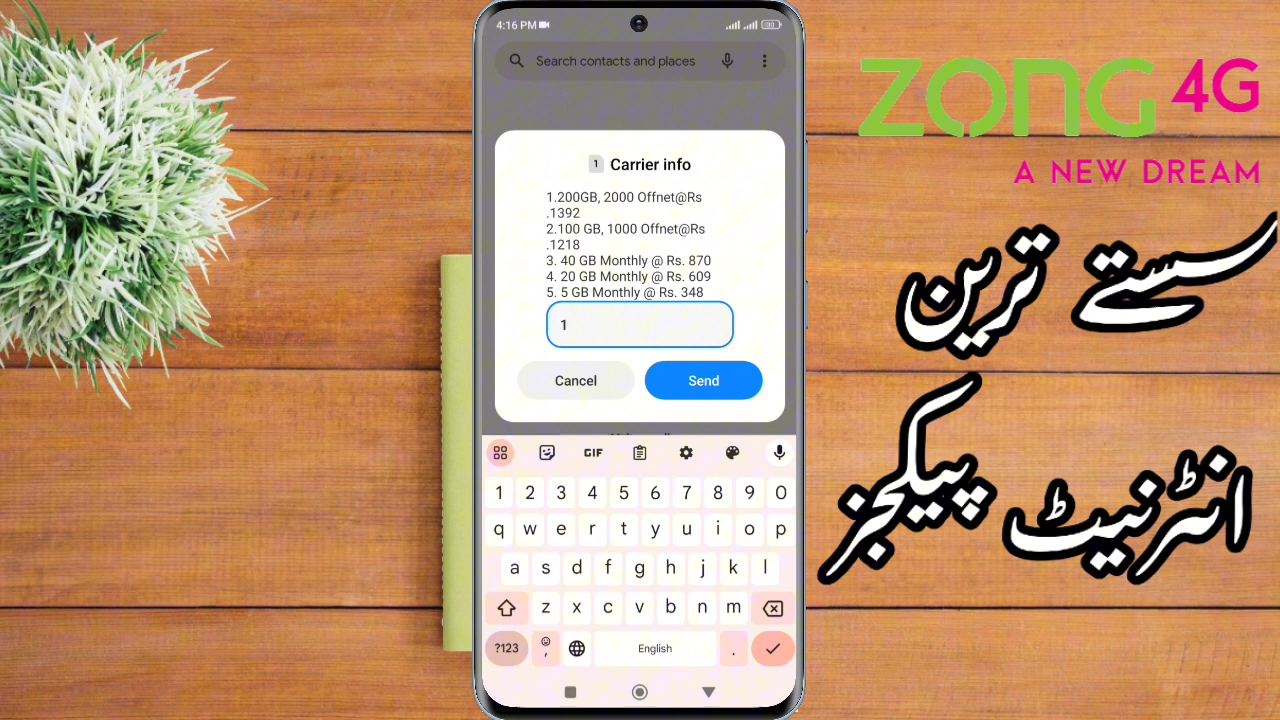 4:16 PM
100
Search contacts and places
1 Carrier info
1.200GB, 2000 Offnet@Rs
.1392
2.100 GB, 1000 Offnet@Rs
.1218
3. 40 GB Monthly @ Rs. 870
4. 20 GB Monthly @ Rs. 609
5. 5 GB Monthly @ Rs. 348
1
Cancel Send
GIF
1 2 3 4 5 6 7 8 9 0
q w e r t y u i o p
a s d f g h j k l
z x c v b n m
?123 , English .
ZONG 4G
A NEW DREAM
سستے ترین
انٹرنیٹ پیکجز